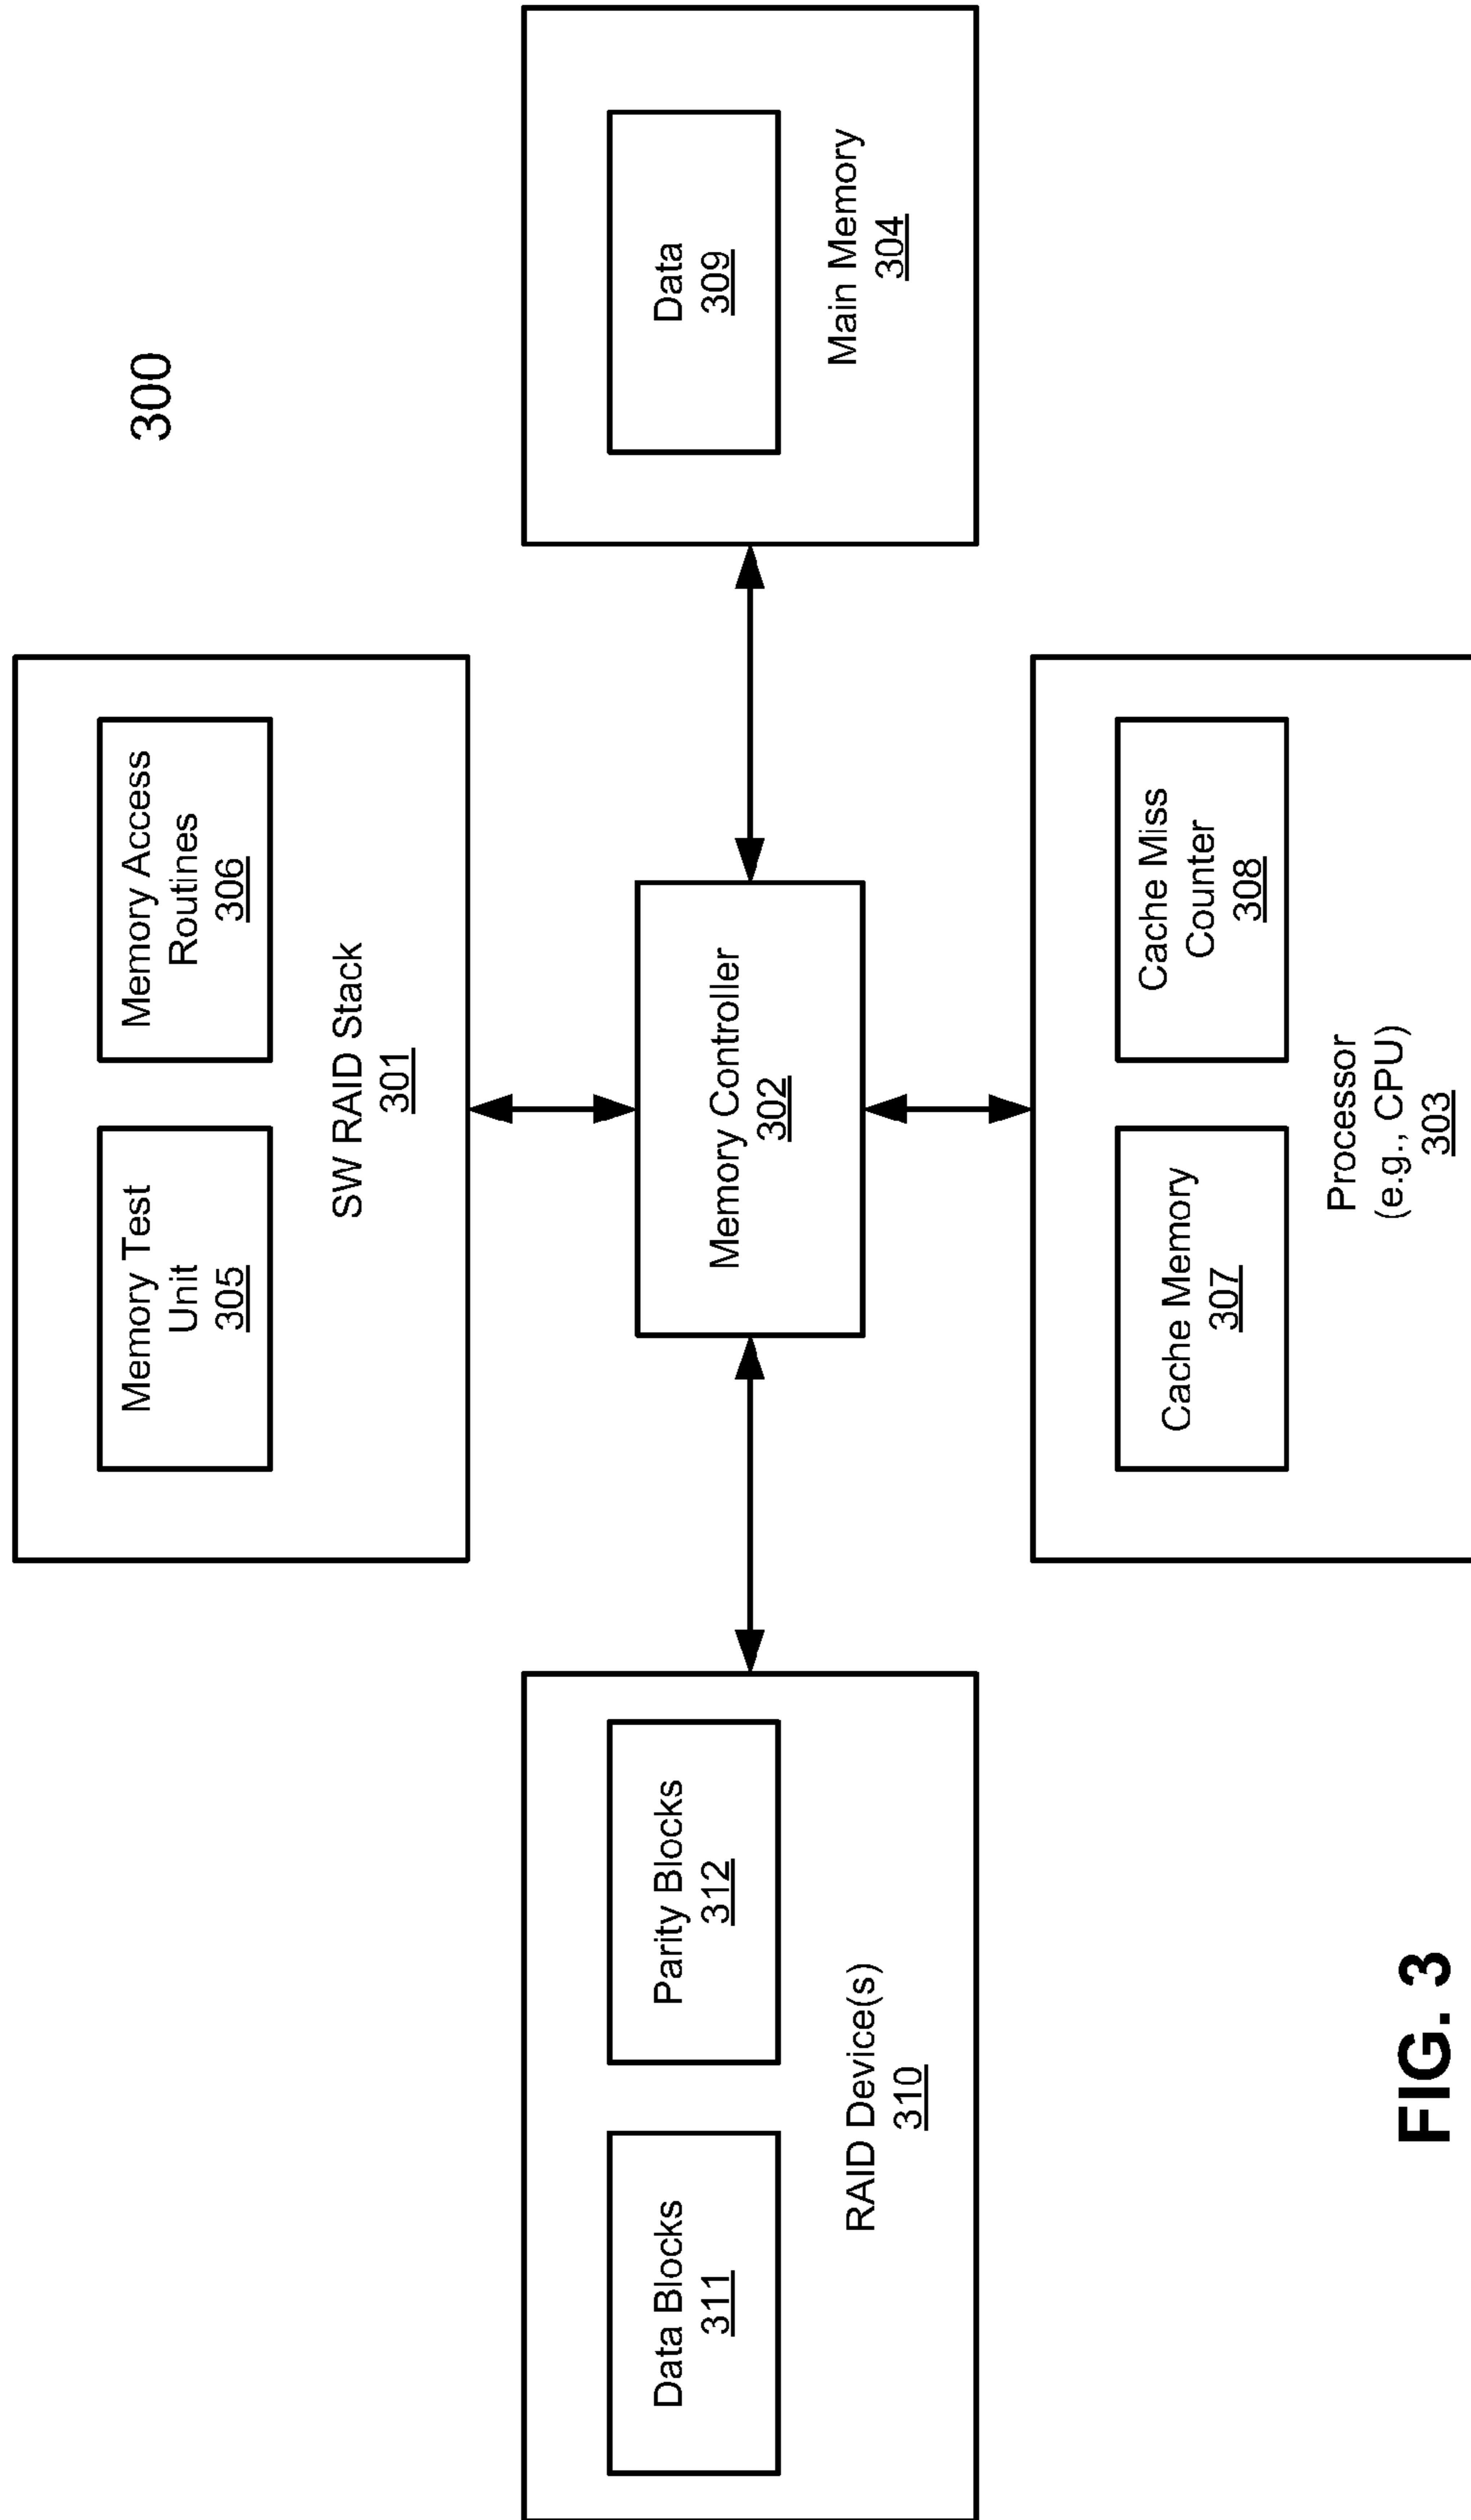 300
Memory Test
Unit
305
Memory Access
Routines
306
SW RAID Stack
301
Data Blocks
311
Parity Blocks
312
RAID Device(s)
310
Memory Controller
302
Data
309
Main Memory
304
Cache Memory
307
Cache Miss
Counter
308
Processor
(e.g., CPU)
303
FIG. 3